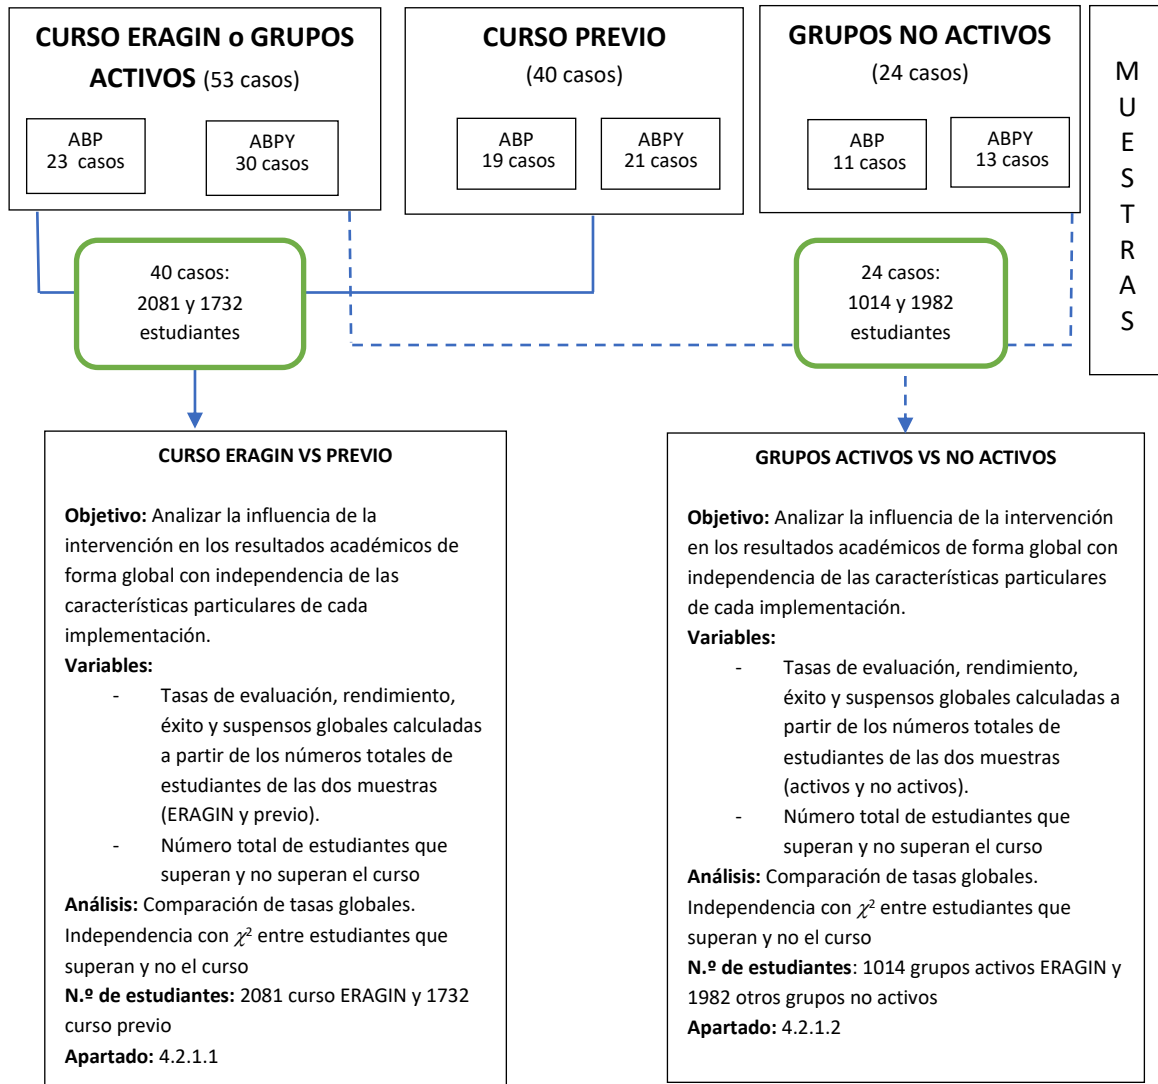 CURSO ERAGIN o GRUPOS
ACTIVOS (53 casos)
ABP
23 casos
ABPY
30 casos
CURSO PREVIO
(40 casos)
ABP
19 casos
ABPY
21 casos
GRUPOS NO ACTIVOS
(24 casos)
ABP
11 casos
ABPY
13 casos
M
U
E
S
T
R
A
S
40 casos:
2081 y 1732
estudiantes
24 casos:
1014 y 1982
estudiantes
CURSO ERAGIN VS PREVIO
Objetivo: Analizar la influencia de la
intervención en los resultados académicos de
forma global con independencia de las
características particulares de cada
implementación.
Variables:
- Tasas de evaluación, rendimiento,
éxito y suspensos globales calculadas
a partir de los números totales de
estudiantes de las dos muestras
(ERAGIN y previo).
- Número total de estudiantes que
superan y no superan el curso
Análisis: Comparación de tasas globales.
Independencia con χ² entre estudiantes que
superan y no el curso
N.º de estudiantes: 2081 curso ERAGIN y 1732
curso previo
Apartado: 4.2.1.1
GRUPOS ACTIVOS VS NO ACTIVOS
Objetivo: Analizar la influencia de la intervención
en los resultados académicos de forma global con
independencia de las características particulares
de cada implementación.
Variables:
- Tasas de evaluación, rendimiento,
éxito y suspensos globales calculadas a
partir de los números totales de
estudiantes de las dos muestras
(activos y no activos).
- Número total de estudiantes que
superan y no superan el curso
Análisis: Comparación de tasas globales.
Independencia con χ² entre estudiantes que
superan y no el curso
N.º de estudiantes: 1014 grupos activos ERAGIN y
1982 otros grupos no activos
Apartado: 4.2.1.2